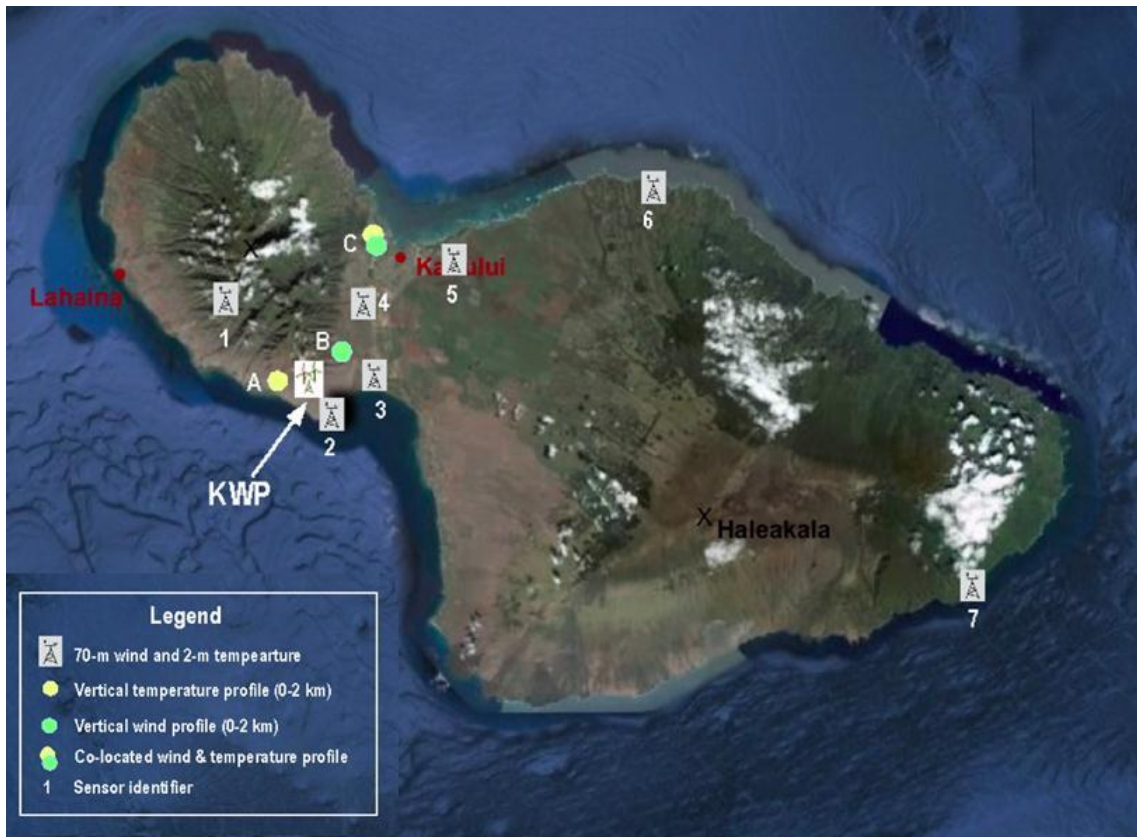 6
C
Kahului
5
Lahaina
X
1
4
B
A
3
2
KWP
X Haleakala
7
Legend
70-m wind and 2-m tempearture
Vertical temperature profile (0-2 km)
Vertical wind profile (0-2 km)
Co-located wind & temperature profile
1 Sensor identifier